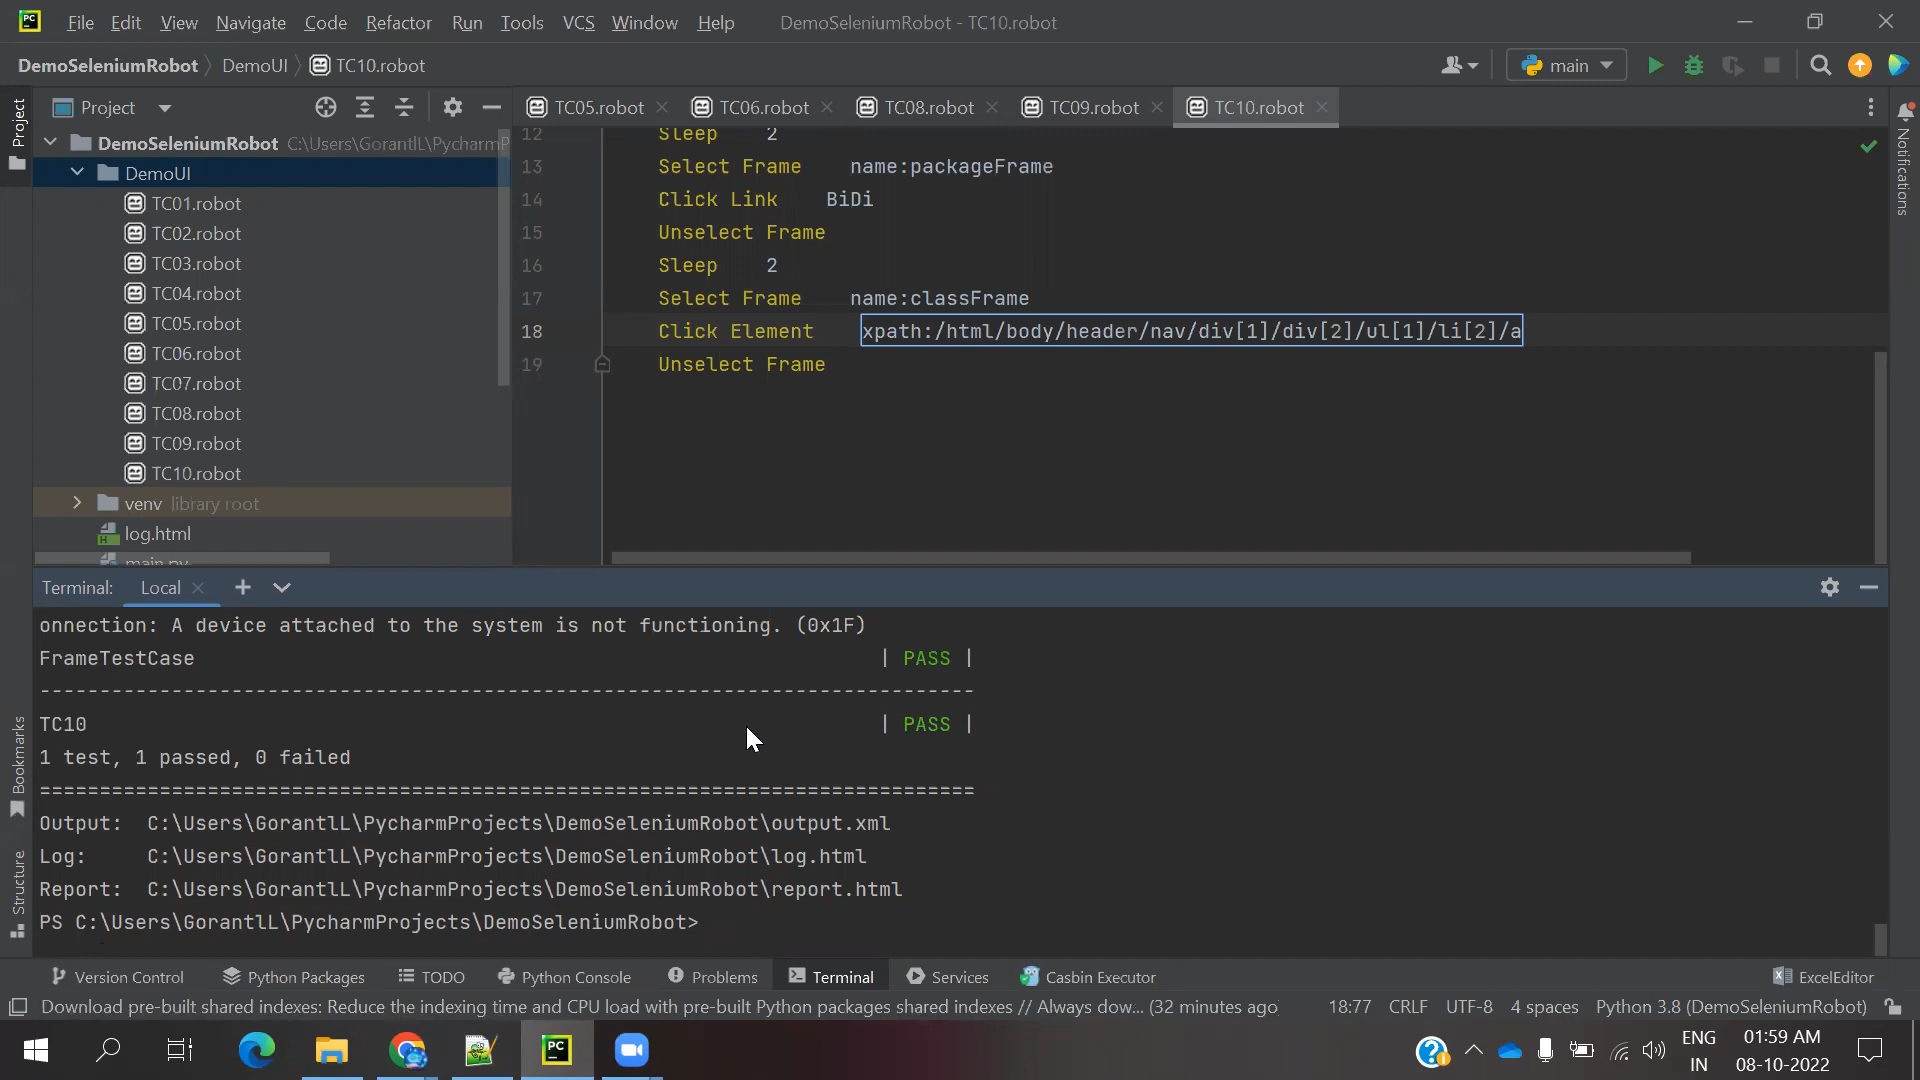 File Edit View Navigate Code Refactor Run Tools VCS Window Help DemoSeleniumRobot - TC10.robot
DemoSeleniumRobot DemoUI TC10.robot
main
Project
TC05.robot TC06.robot TC08.robot TC09.robot TC10.robot
Project
Notifications
DemoSeleniumRobot C:\Users\GorantlL\PycharmP
DemoUI
TC01.robot
TC02.robot
TC03.robot
TC04.robot
TC05.robot
TC06.robot
TC07.robot
TC08.robot
TC09.robot
TC10.robot
venv library root
log.html
main.py
12 Sleep 2
13 Select Frame name:packageFrame
14 Click Link BiDi
15 Unselect Frame
16 Sleep 2
17 Select Frame name:classFrame
18 Click Element xpath:/html/body/header/nav/div[1]/div[2]/ul[1]/li[2]/a
19 Unselect Frame
Terminal: Local
onnection: A device attached to the system is not functioning. (0x1F)
FrameTestCase | PASS |
------------------------------------------------------------------------------
TC10 | PASS |
1 test, 1 passed, 0 failed
==============================================================================
Output: C:\Users\GorantlL\PycharmProjects\DemoSeleniumRobot\output.xml
Log: C:\Users\GorantlL\PycharmProjects\DemoSeleniumRobot\log.html
Report: C:\Users\GorantlL\PycharmProjects\DemoSeleniumRobot\report.html
PS C:\Users\GorantlL\PycharmProjects\DemoSeleniumRobot>
Bookmarks
Structure
Version Control Python Packages TODO Python Console Problems Terminal Services Casbin Executor ExcelEditor
Download pre-built shared indexes: Reduce the indexing time and CPU load with pre-built Python packages shared indexes // Always dow... (32 minutes ago) 18:77 CRLF UTF-8 4 spaces Python 3.8 (DemoSeleniumRobot)
ENG
IN
01:59 AM
08-10-2022